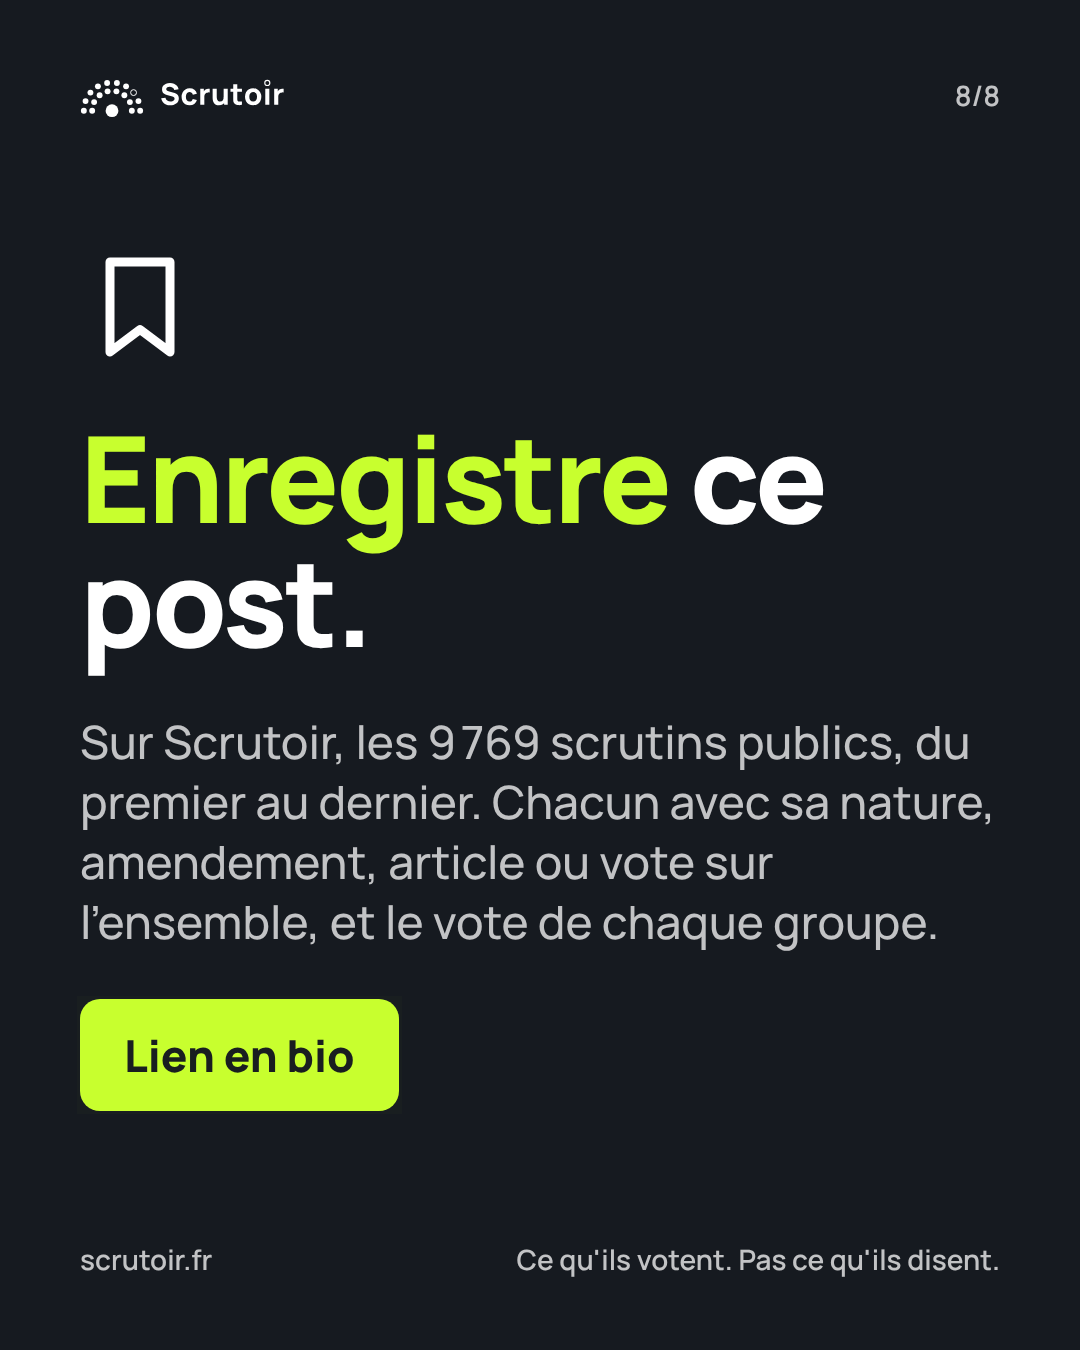 Scrutoir
8/8
Enregistre ce
post.
Sur Scrutoir, les 9 769 scrutins publics, du
premier au dernier. Chacun avec sa nature,
amendement, article ou vote sur
l’ensemble, et le vote de chaque groupe.
Lien en bio
scrutoir.fr
Ce qu'ils votent. Pas ce qu'ils disent.